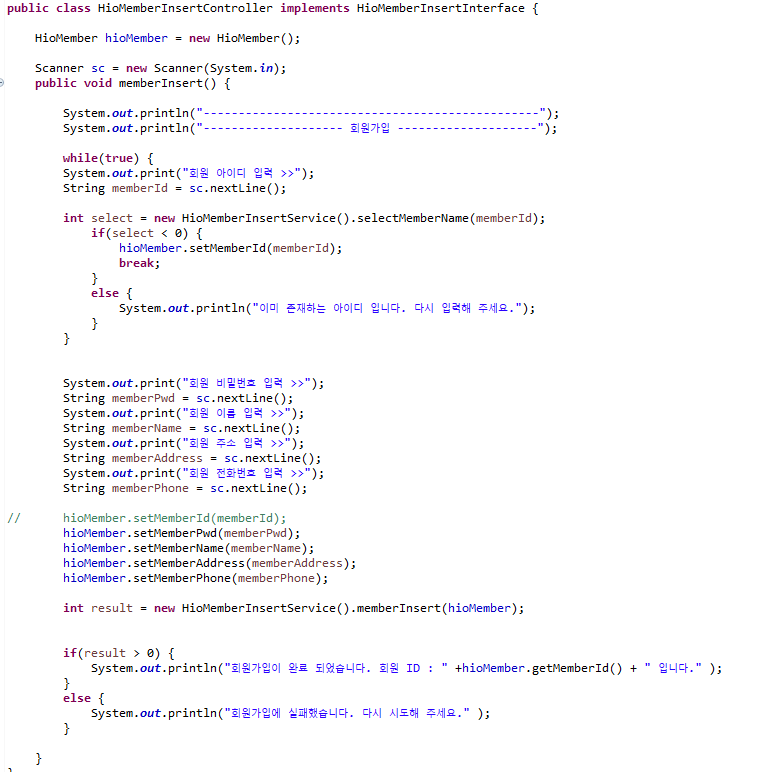 public class HioMemberInsertController implements HioMemberInsertInterface {
HioMember hioMember = new HioMember();
Scanner sc = new Scanner(System.in);
public void memberInsert() {
System.out.println("------------------------------------------------");
System.out.println("-------------------- 회원가입 --------------------");
while(true) {
System.out.print("회원 아이디 입력 >>");
String memberId = sc.nextLine();
int select = new HioMemberInsertService().selectMemberName(memberId);
if(select < 0) {
hioMember.setMemberId(memberId);
break;
}
else {
System.out.println("이미 존재하는 아이디 입니다. 다시 입력해 주세요.");
}
}
System.out.print("회원 비밀번호 입력 >>");
String memberPwd = sc.nextLine();
System.out.print("회원 이름 입력 >>");
String memberName = sc.nextLine();
System.out.print("회원 주소 입력 >>");
String memberAddress = sc.nextLine();
System.out.print("회원 전화번호 입력 >>");
String memberPhone = sc.nextLine();
// hioMember.setMemberId(memberId);
hioMember.setMemberPwd(memberPwd);
hioMember.setMemberName(memberName);
hioMember.setMemberAddress(memberAddress);
hioMember.setMemberPhone(memberPhone);
int result = new HioMemberInsertService().memberInsert(hioMember);
if(result > 0) {
System.out.println("회원가입이 완료 되었습니다. 회원 ID : " +hioMember.getMemberId() + " 입니다." );
}
else {
System.out.println("회원가입에 실패했습니다. 다시 시도해 주세요." );
}
}
}